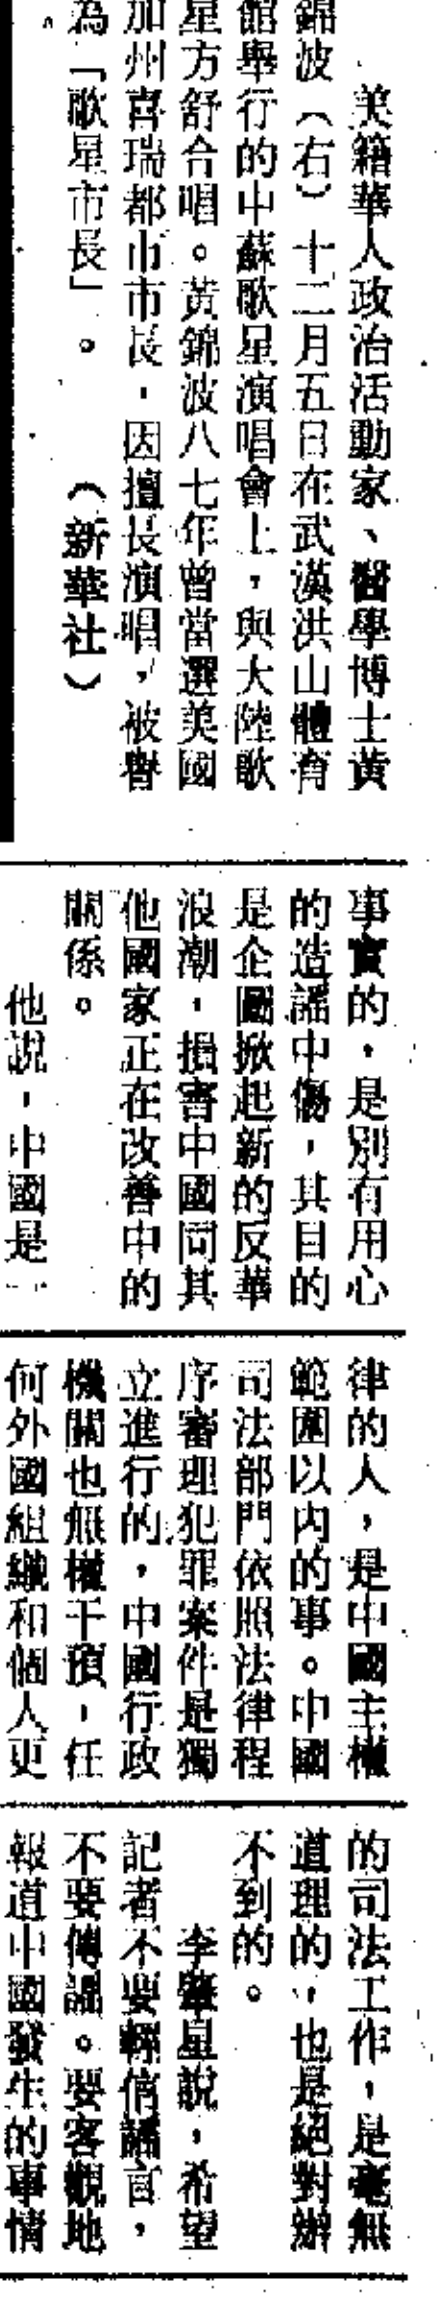 美籍華人政治活動家、醫學博士黃
錦波（右）十二月五日在武漢洪山體育
館舉行的中蘇歌星演唱會上，與大陸歌
星方舒合唱。黃錦波八七年曾當選美國
加州喜瑞都市市長，因擅長演唱，被譽
為「歌星市長」。　　（新華社）
事實的，是別有用心
的造謠中傷，其目的
是企圖掀起新的反華
浪潮，損害中國同其
他國家正在改善中的
關係。
他說，中國是一
律的人，是中國主權
範圍以內的事。中國
司法部門依照法律程
序審理犯罪案件是獨
立進行的，中國行政
機關也無權干預，任
何外國組織和個人更
的司法工作，是毫無
道理的，也是絕對辦
不到的。
李肇星說，希望
記者不要輕信謠言，
不要傳謠。要客觀地
報道中國發生的事情